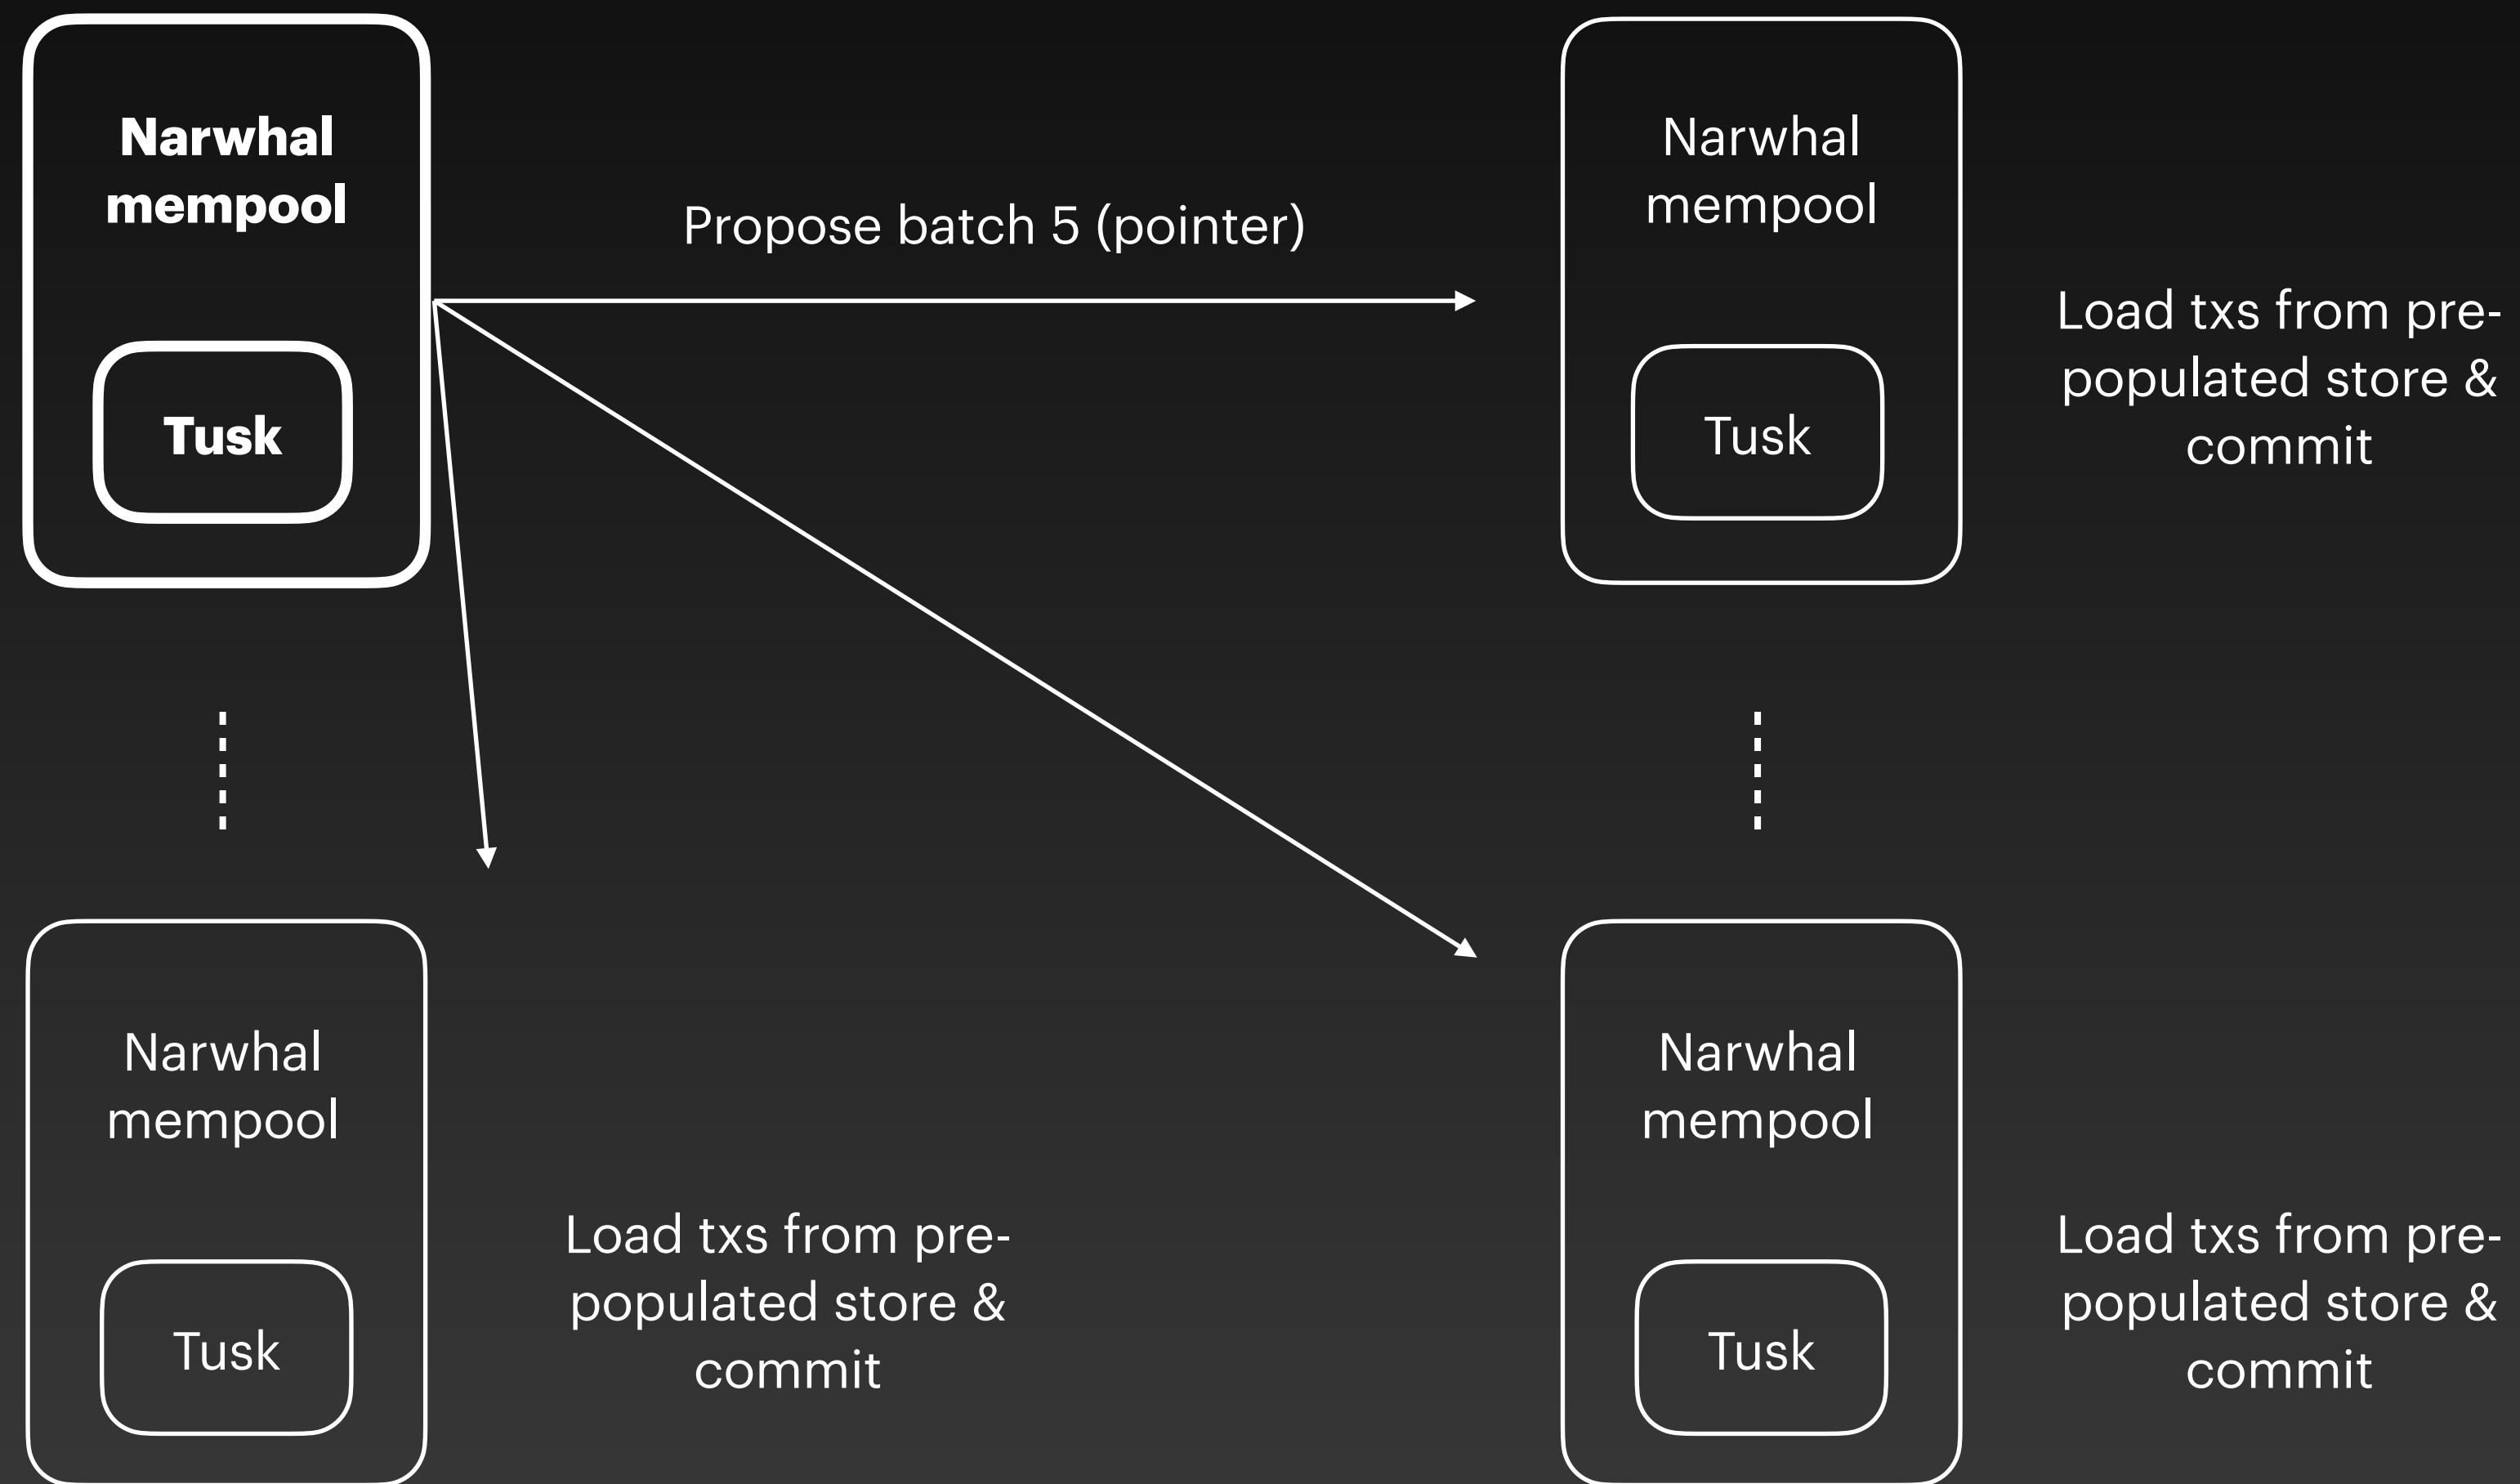 Narwhal
mempool
Tusk
Propose batch 5 (pointer)
Narwhal
mempool
Tusk
Load txs from pre-
populated store &
commit
Narwhal
mempool
Tusk
Load txs from pre-
populated store &
commit
Narwhal
mempool
Tusk
Load txs from pre-
populated store &
commit